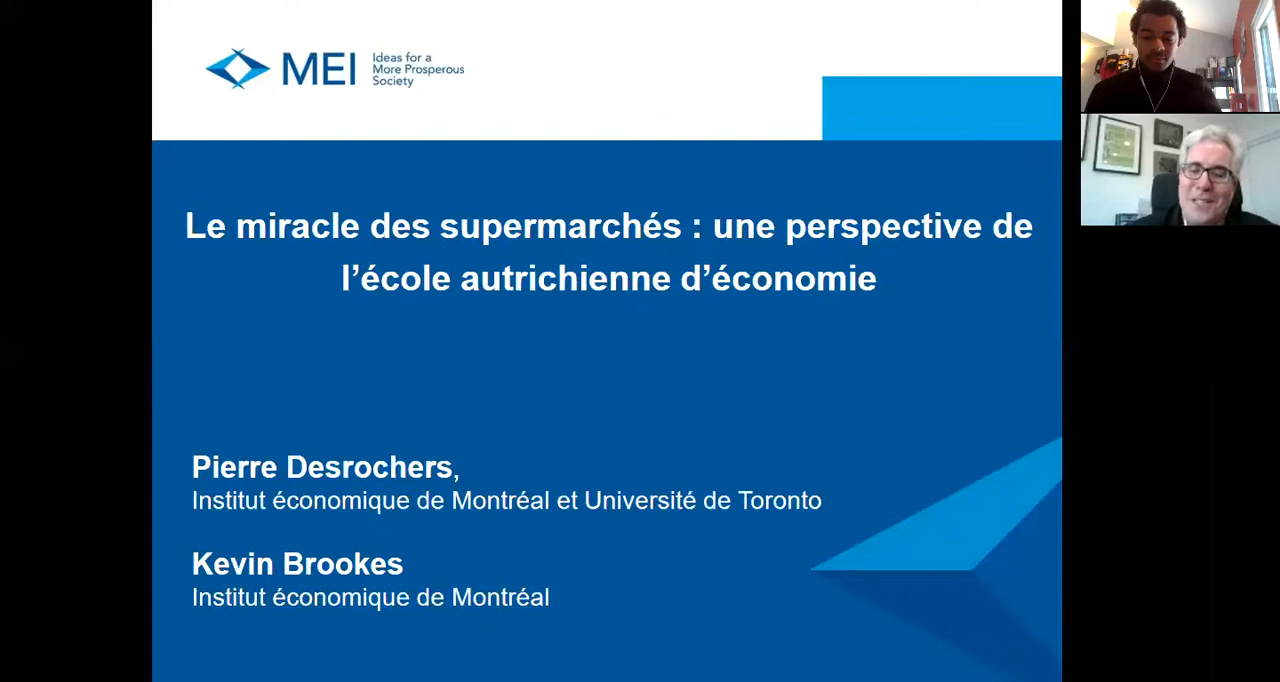 MEI
Ideas for a
More Prosperous
Society
Le miracle des supermarchés : une perspective de
l’école autrichienne d’économie
Pierre Desrochers,
Institut économique de Montréal et Université de Toronto
Kevin Brookes
Institut économique de Montréal